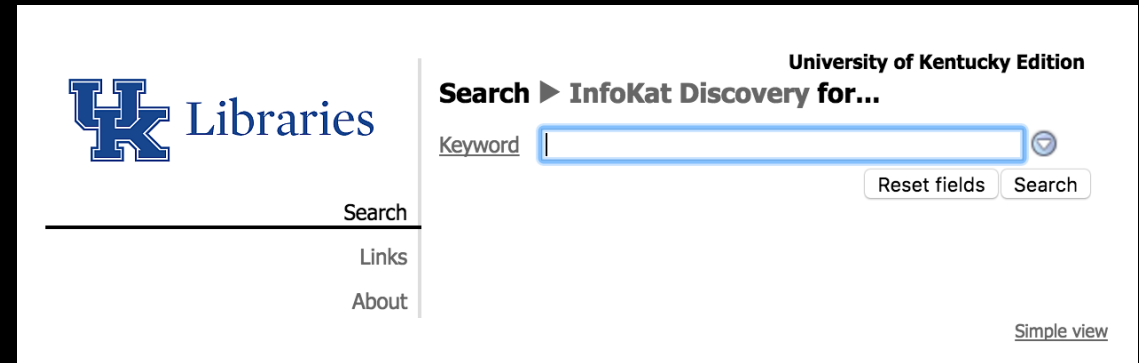 UK Libraries
Search
Links
About
University of Kentucky Edition
Search ▶ InfoKat Discovery for...
Keyword
Reset fields Search
Simple view